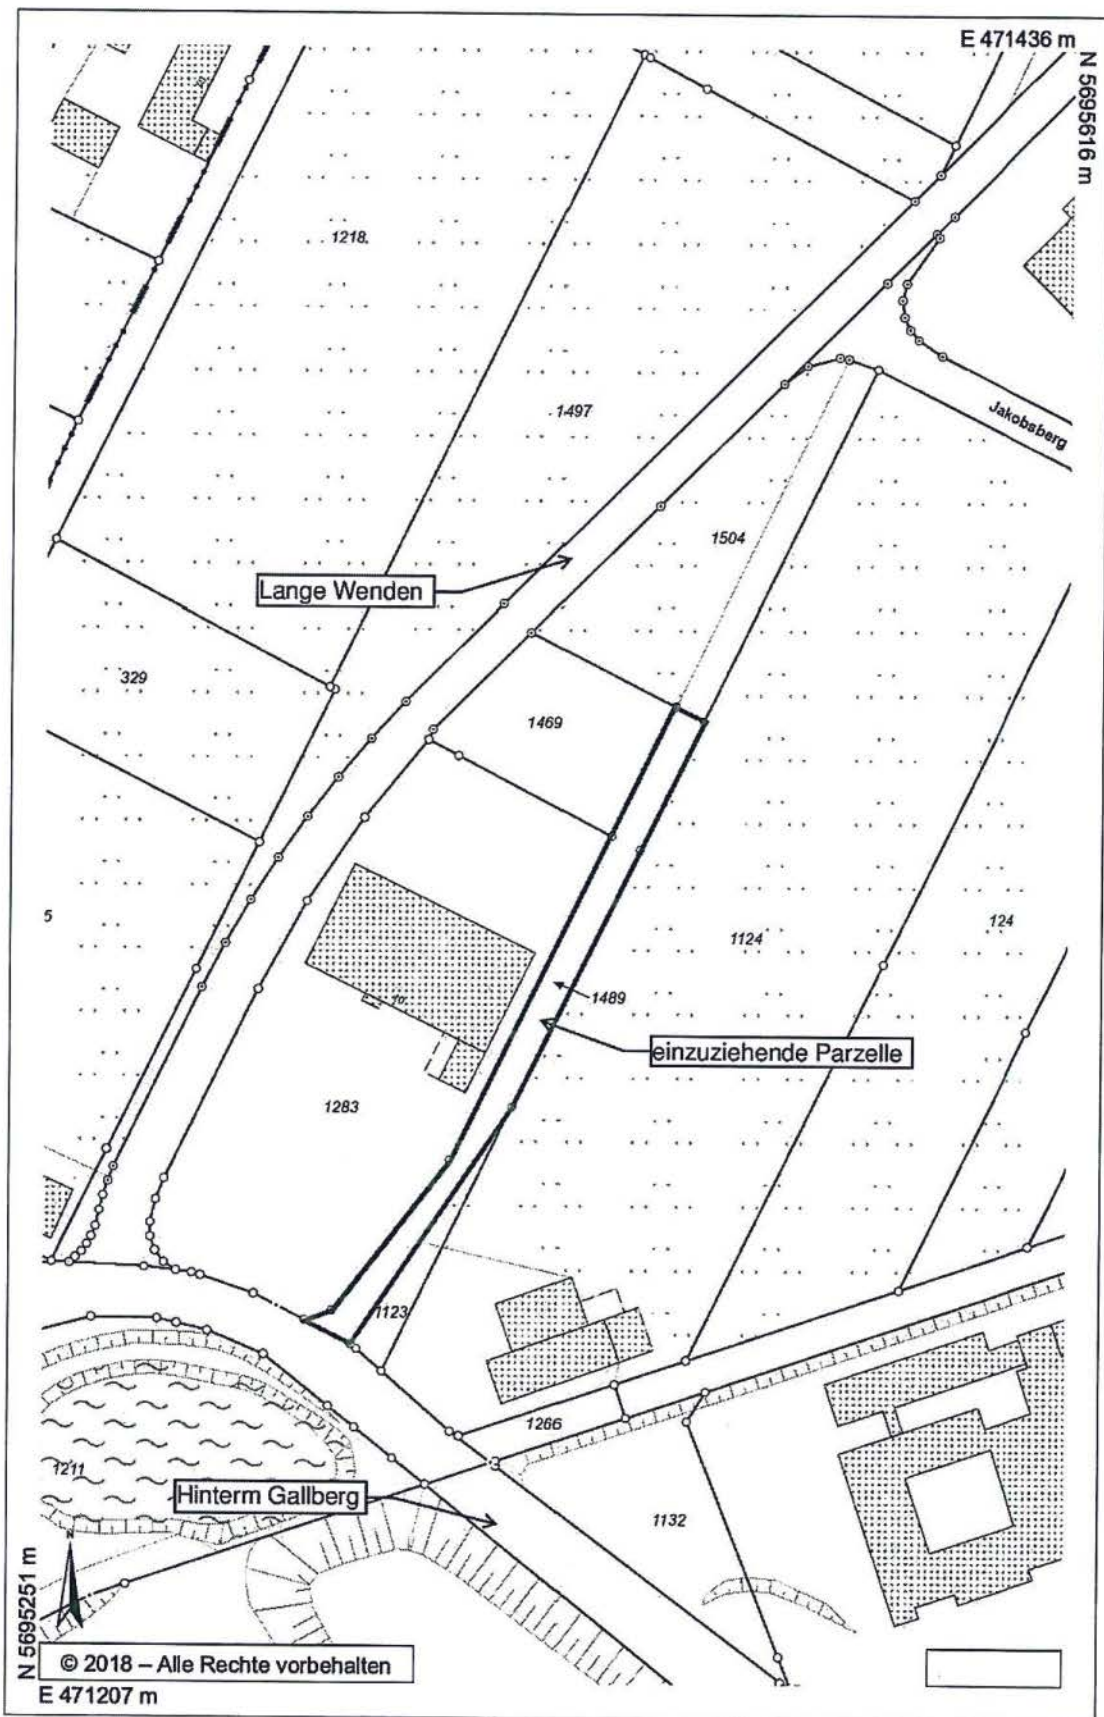 E 471436 m
N 5695616 m
1218
1497
Jakobsberg
1504
Lange Wenden
329
1469
5
1124
124
1489
einzuziehende Parzelle
1283
1123
1266
1211
Hinterm Gallberg
1132
N
N 5695251 m
© 2018 – Alle Rechte vorbehalten
E 471207 m